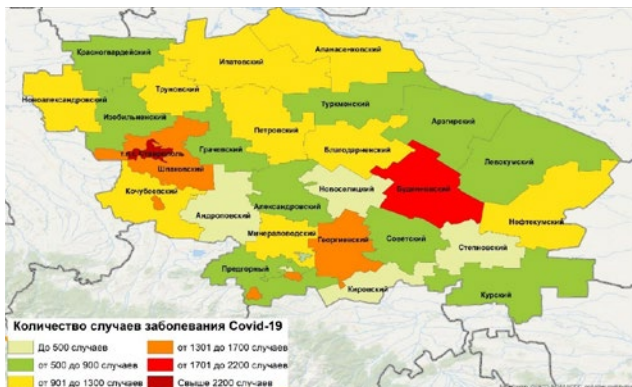 Красногвардейский
Апанасенковский
Ипатовский
Новоалександровский
Труновский
Туркменский
Изобильненский
Арзгирский
Петровский
Грачевский
Благодарненский
Левокумский
Шпаковский
Новоселицкий
Буденновский
Кочубеевский
Александровский
Андроповский
Нефтекумский
Минераловодский
Георгиевский
Советский
Степновский
Предгорный
Кировский
Курский
Количество случаев заболевания Covid-19
До 500 случаев
от 500 до 900 случаев
от 901 до 1300 случаев
от 1301 до 1700 случаев
от 1701 до 2200 случаев
Свыше 2200 случаев